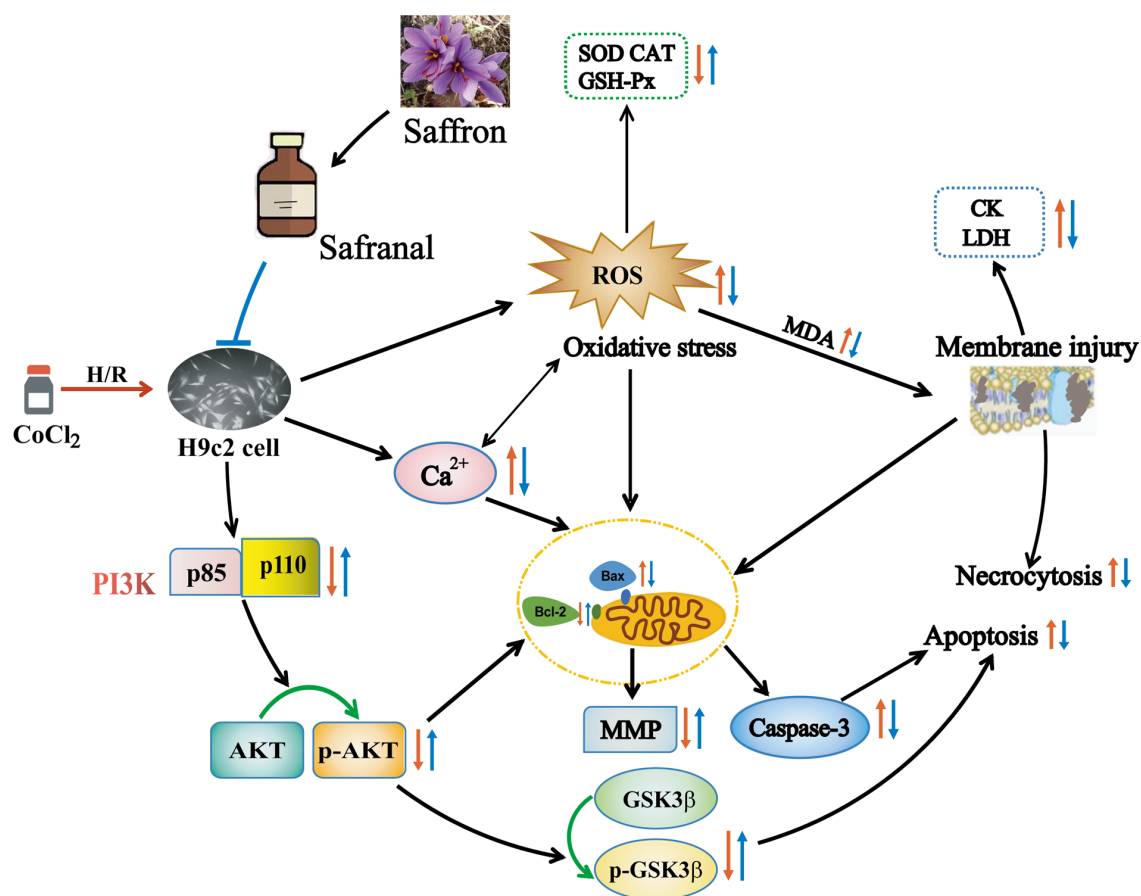 Saffron
SOD CAT
GSH-Px
Safranal
CK
LDH
ROS
Oxidative stress
MDA
Membrane injury
H/R
CoCl₂
H9c2 cell
Ca²⁺
PI3K
p85
p110
Bax
Bcl-2
Necrocytosis
Apoptosis
AKT
p-AKT
MMP
Caspase-3
GSK3β
p-GSK3β